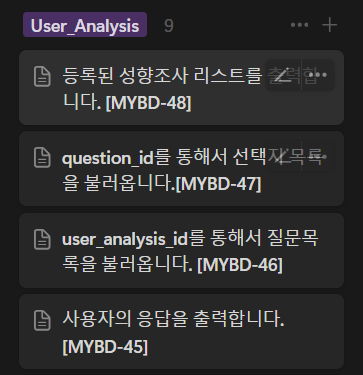 User_Analysis 9
등록된 성향조사 리스트를 출력합
니다. [MYBD-48]
question_id를 통해서 선택지 목록
을 불러옵니다.[MYBD-47]
user_analysis_id를 통해서 질문목
록을 불러옵니다. [MYBD-46]
사용자의 응답을 출력합니다.
[MYBD-45]